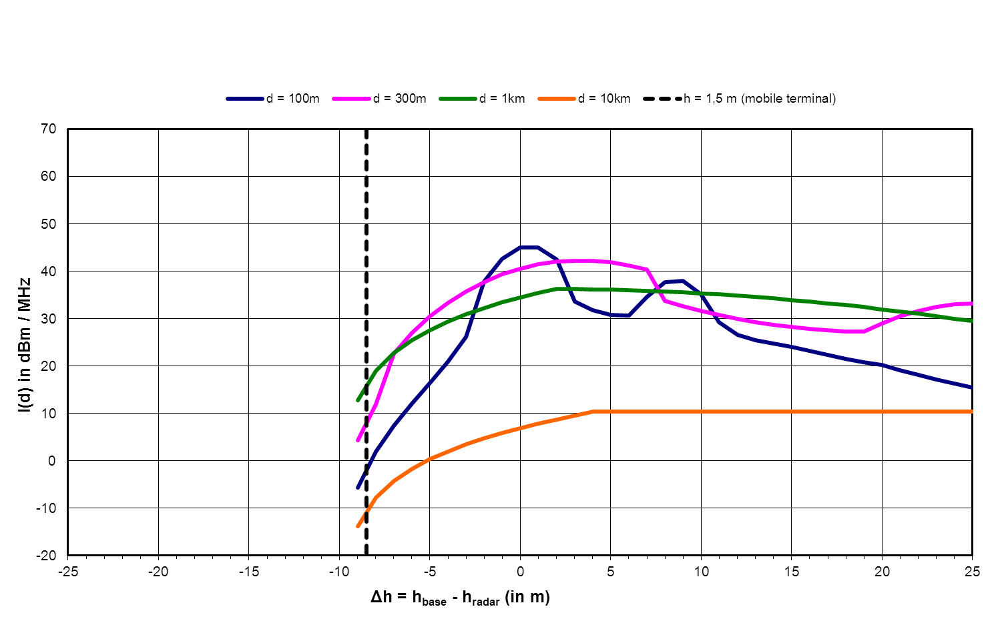 d = 100m d = 300m d = 1km d = 10km h = 1,5 m (mobile terminal)
70
60
50
40
30
20
10
0
-10
-20
I(d) in dBm / MHz
-25 -20 -15 -10 -5 0 5 10 15 20 25
Δh = hbase - hradar (in m)